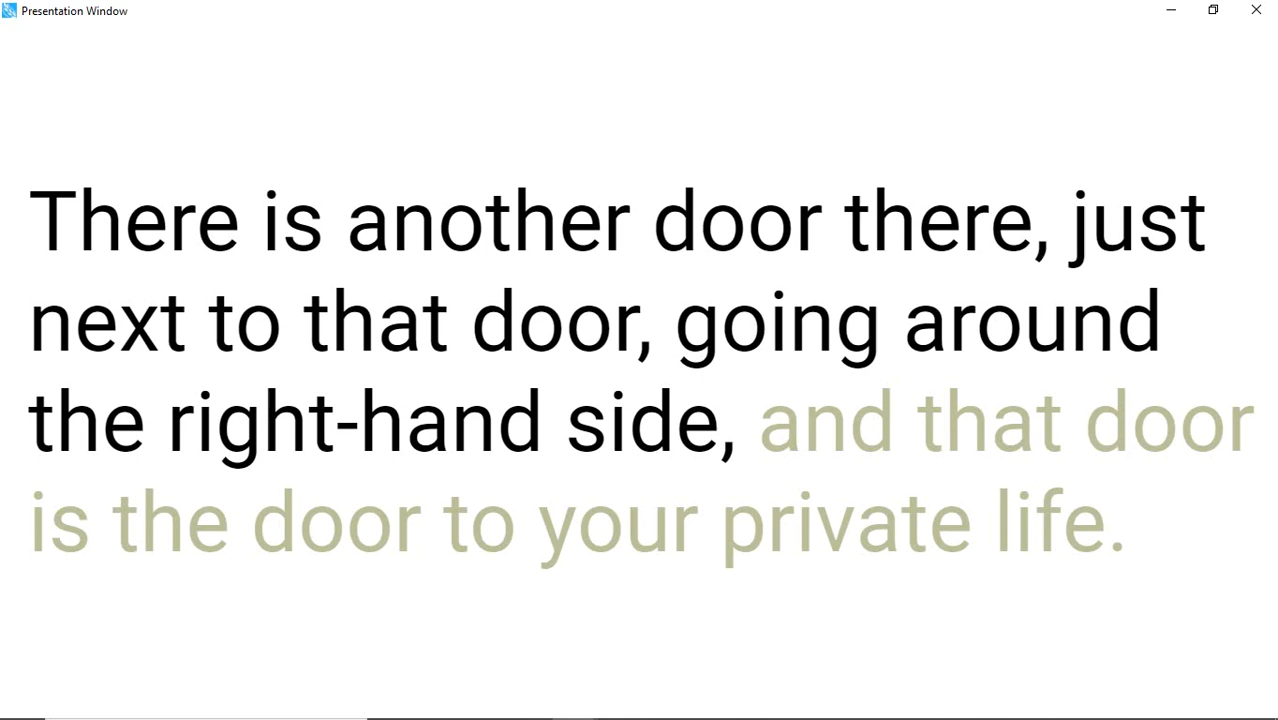 Presentation Window
There is another door there, just
next to that door, going around
the right-hand side, and that door
is the door to your private life.